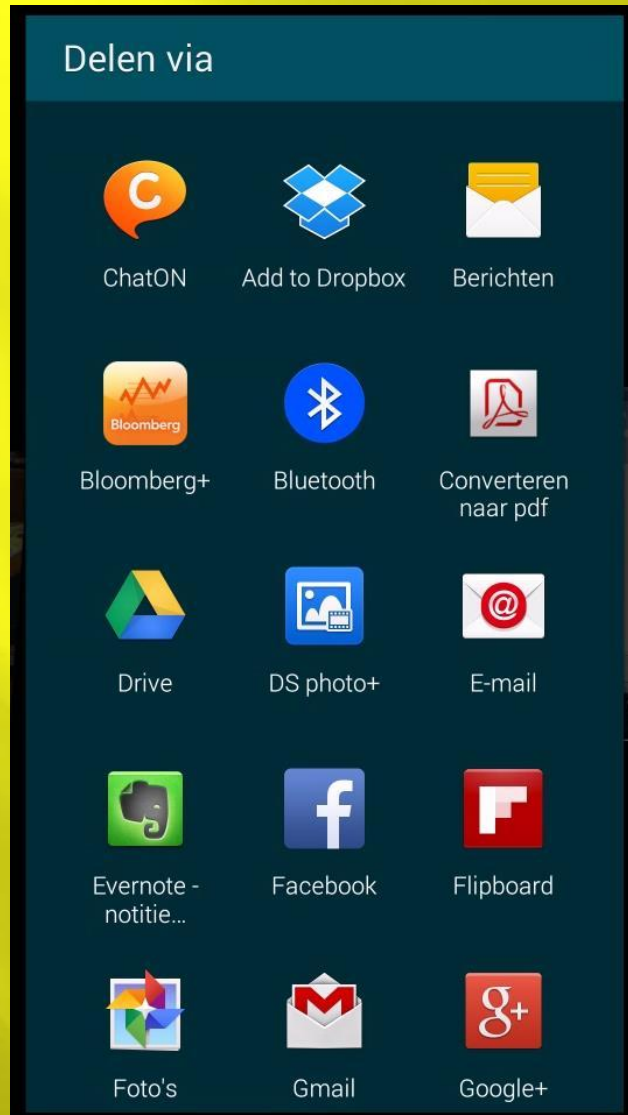 Delen via
C
ChatON
Add to Dropbox
Berichten
Bloomberg
Bloomberg+
Bluetooth
Converteren
naar pdf
@
Drive
DS photo+
E-mail
f
Evernote -
notitie…
Facebook
Flipboard
g+
Foto's
Gmail
Google+